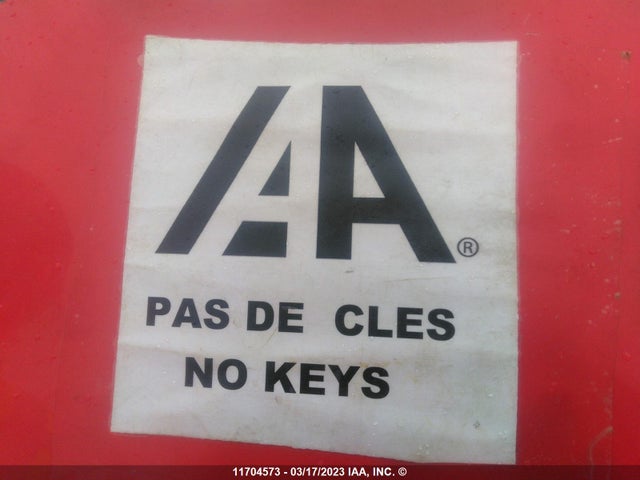 IAA®
PAS DE CLES
NO KEYS
11704573 - 03/17/2023 IAA, INC. ©